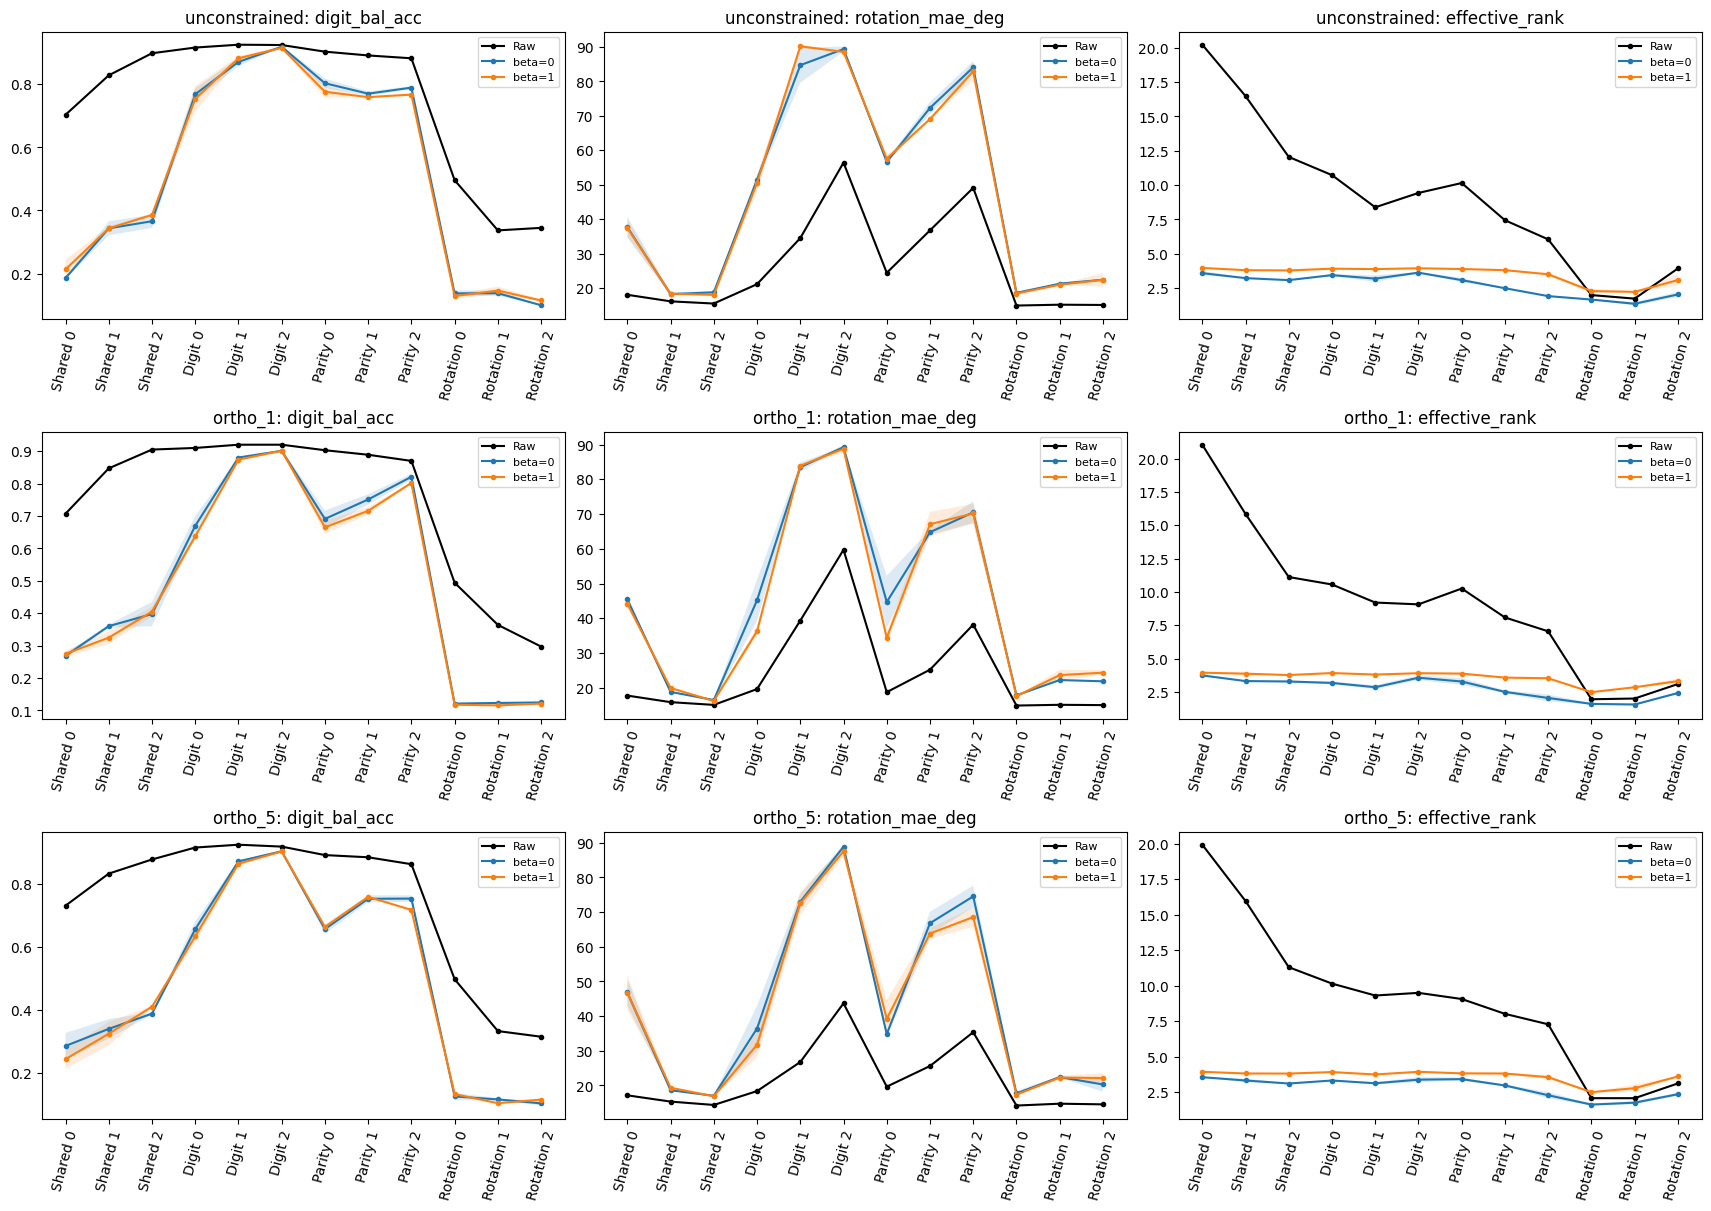 unconstrained: digit_bal_acc
Raw
beta=0
beta=1
0.8
0.6
0.4
0.2
Shared 0
Shared 1
Shared 2
Digit 0
Digit 1
Digit 2
Parity 0
Parity 1
Parity 2
Rotation 0
Rotation 1
Rotation 2
unconstrained: rotation_mae_deg
Raw
beta=0
beta=1
90
80
70
60
50
40
30
20
Shared 0
Shared 1
Shared 2
Digit 0
Digit 1
Digit 2
Parity 0
Parity 1
Parity 2
Rotation 0
Rotation 1
Rotation 2
unconstrained: effective_rank
Raw
beta=0
beta=1
20.0
17.5
15.0
12.5
10.0
7.5
5.0
2.5
Shared 0
Shared 1
Shared 2
Digit 0
Digit 1
Digit 2
Parity 0
Parity 1
Parity 2
Rotation 0
Rotation 1
Rotation 2
ortho_1: digit_bal_acc
Raw
beta=0
beta=1
0.9
0.8
0.7
0.6
0.5
0.4
0.3
0.2
0.1
Shared 0
Shared 1
Shared 2
Digit 0
Digit 1
Digit 2
Parity 0
Parity 1
Parity 2
Rotation 0
Rotation 1
Rotation 2
ortho_1: rotation_mae_deg
Raw
beta=0
beta=1
90
80
70
60
50
40
30
20
Shared 0
Shared 1
Shared 2
Digit 0
Digit 1
Digit 2
Parity 0
Parity 1
Parity 2
Rotation 0
Rotation 1
Rotation 2
ortho_1: effective_rank
Raw
beta=0
beta=1
20.0
17.5
15.0
12.5
10.0
7.5
5.0
2.5
Shared 0
Shared 1
Shared 2
Digit 0
Digit 1
Digit 2
Parity 0
Parity 1
Parity 2
Rotation 0
Rotation 1
Rotation 2
ortho_5: digit_bal_acc
Raw
beta=0
beta=1
0.8
0.6
0.4
0.2
Shared 0
Shared 1
Shared 2
Digit 0
Digit 1
Digit 2
Parity 0
Parity 1
Parity 2
Rotation 0
Rotation 1
Rotation 2
ortho_5: rotation_mae_deg
Raw
beta=0
beta=1
90
80
70
60
50
40
30
20
Shared 0
Shared 1
Shared 2
Digit 0
Digit 1
Digit 2
Parity 0
Parity 1
Parity 2
Rotation 0
Rotation 1
Rotation 2
ortho_5: effective_rank
Raw
beta=0
beta=1
20.0
17.5
15.0
12.5
10.0
7.5
5.0
2.5
Shared 0
Shared 1
Shared 2
Digit 0
Digit 1
Digit 2
Parity 0
Parity 1
Parity 2
Rotation 0
Rotation 1
Rotation 2